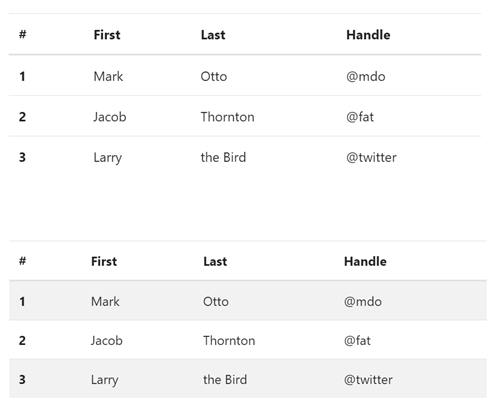 # First Last Handle
1 Mark Otto @mdo
2 Jacob Thornton @fat
3 Larry the Bird @twitter
# First Last Handle
1 Mark Otto @mdo
2 Jacob Thornton @fat
3 Larry the Bird @twitter